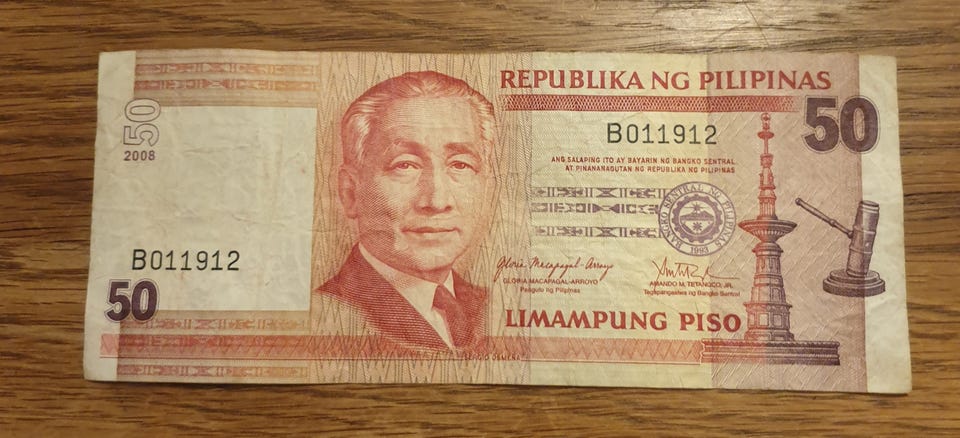 50
2008
REPUBLIKA NG PILIPINAS
50
B011912
ANG SALAPING ITO AY BAYARIN NG BANGKO SENTRAL
AT PINANANAGUTAN NG REPUBLIKA NG PILIPINAS
BANGKO SENTRAL NG PILIPINAS
1993
B011912
50
Gloria Macapagal-Arroyo
GLORIA MACAPAGAL-ARROYO
Pangulo ng Pilipinas
AMANDO M. TETANGCO, JR.
Tagapangasiwa ng Bangko Sentral
LIMAMPUNG PISO
SERGIO OSMEÑA